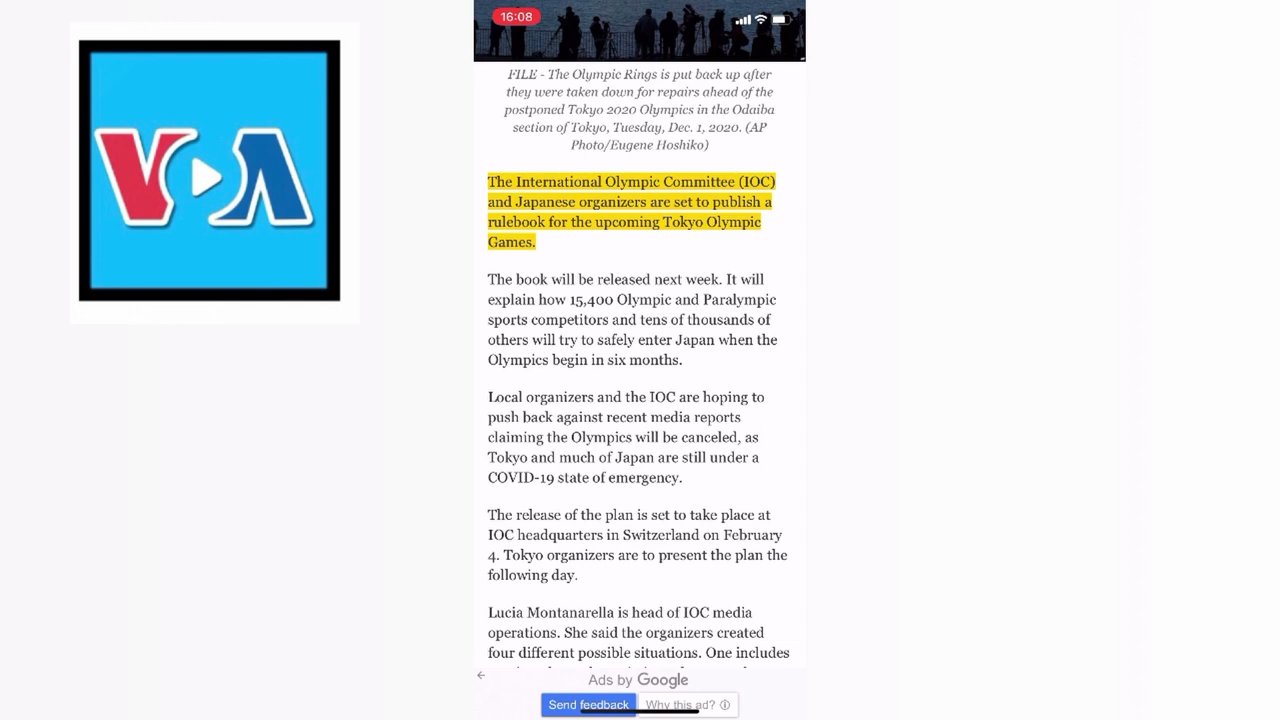 VOA
16:08
FILE - The Olympic Rings is put back up after
they were taken down for repairs ahead of the
postponed Tokyo 2020 Olympics in the Odaiba
section of Tokyo, Tuesday, Dec. 1, 2020. (AP
Photo/Eugene Hoshiko)
The International Olympic Committee (IOC)
and Japanese organizers are set to publish a
rulebook for the upcoming Tokyo Olympic
Games.
The book will be released next week. It will
explain how 15,400 Olympic and Paralympic
sports competitors and tens of thousands of
others will try to safely enter Japan when the
Olympics begin in six months.
Local organizers and the IOC are hoping to
push back against recent media reports
claiming the Olympics will be canceled, as
Tokyo and much of Japan are still under a
COVID-19 state of emergency.
The release of the plan is set to take place at
IOC headquarters in Switzerland on February
4. Tokyo organizers are to present the plan the
following day.
Lucia Montanarella is head of IOC media
operations. She said the organizers created
four different possible situations. One includes
Ads by Google
Send feedback
Why this ad?